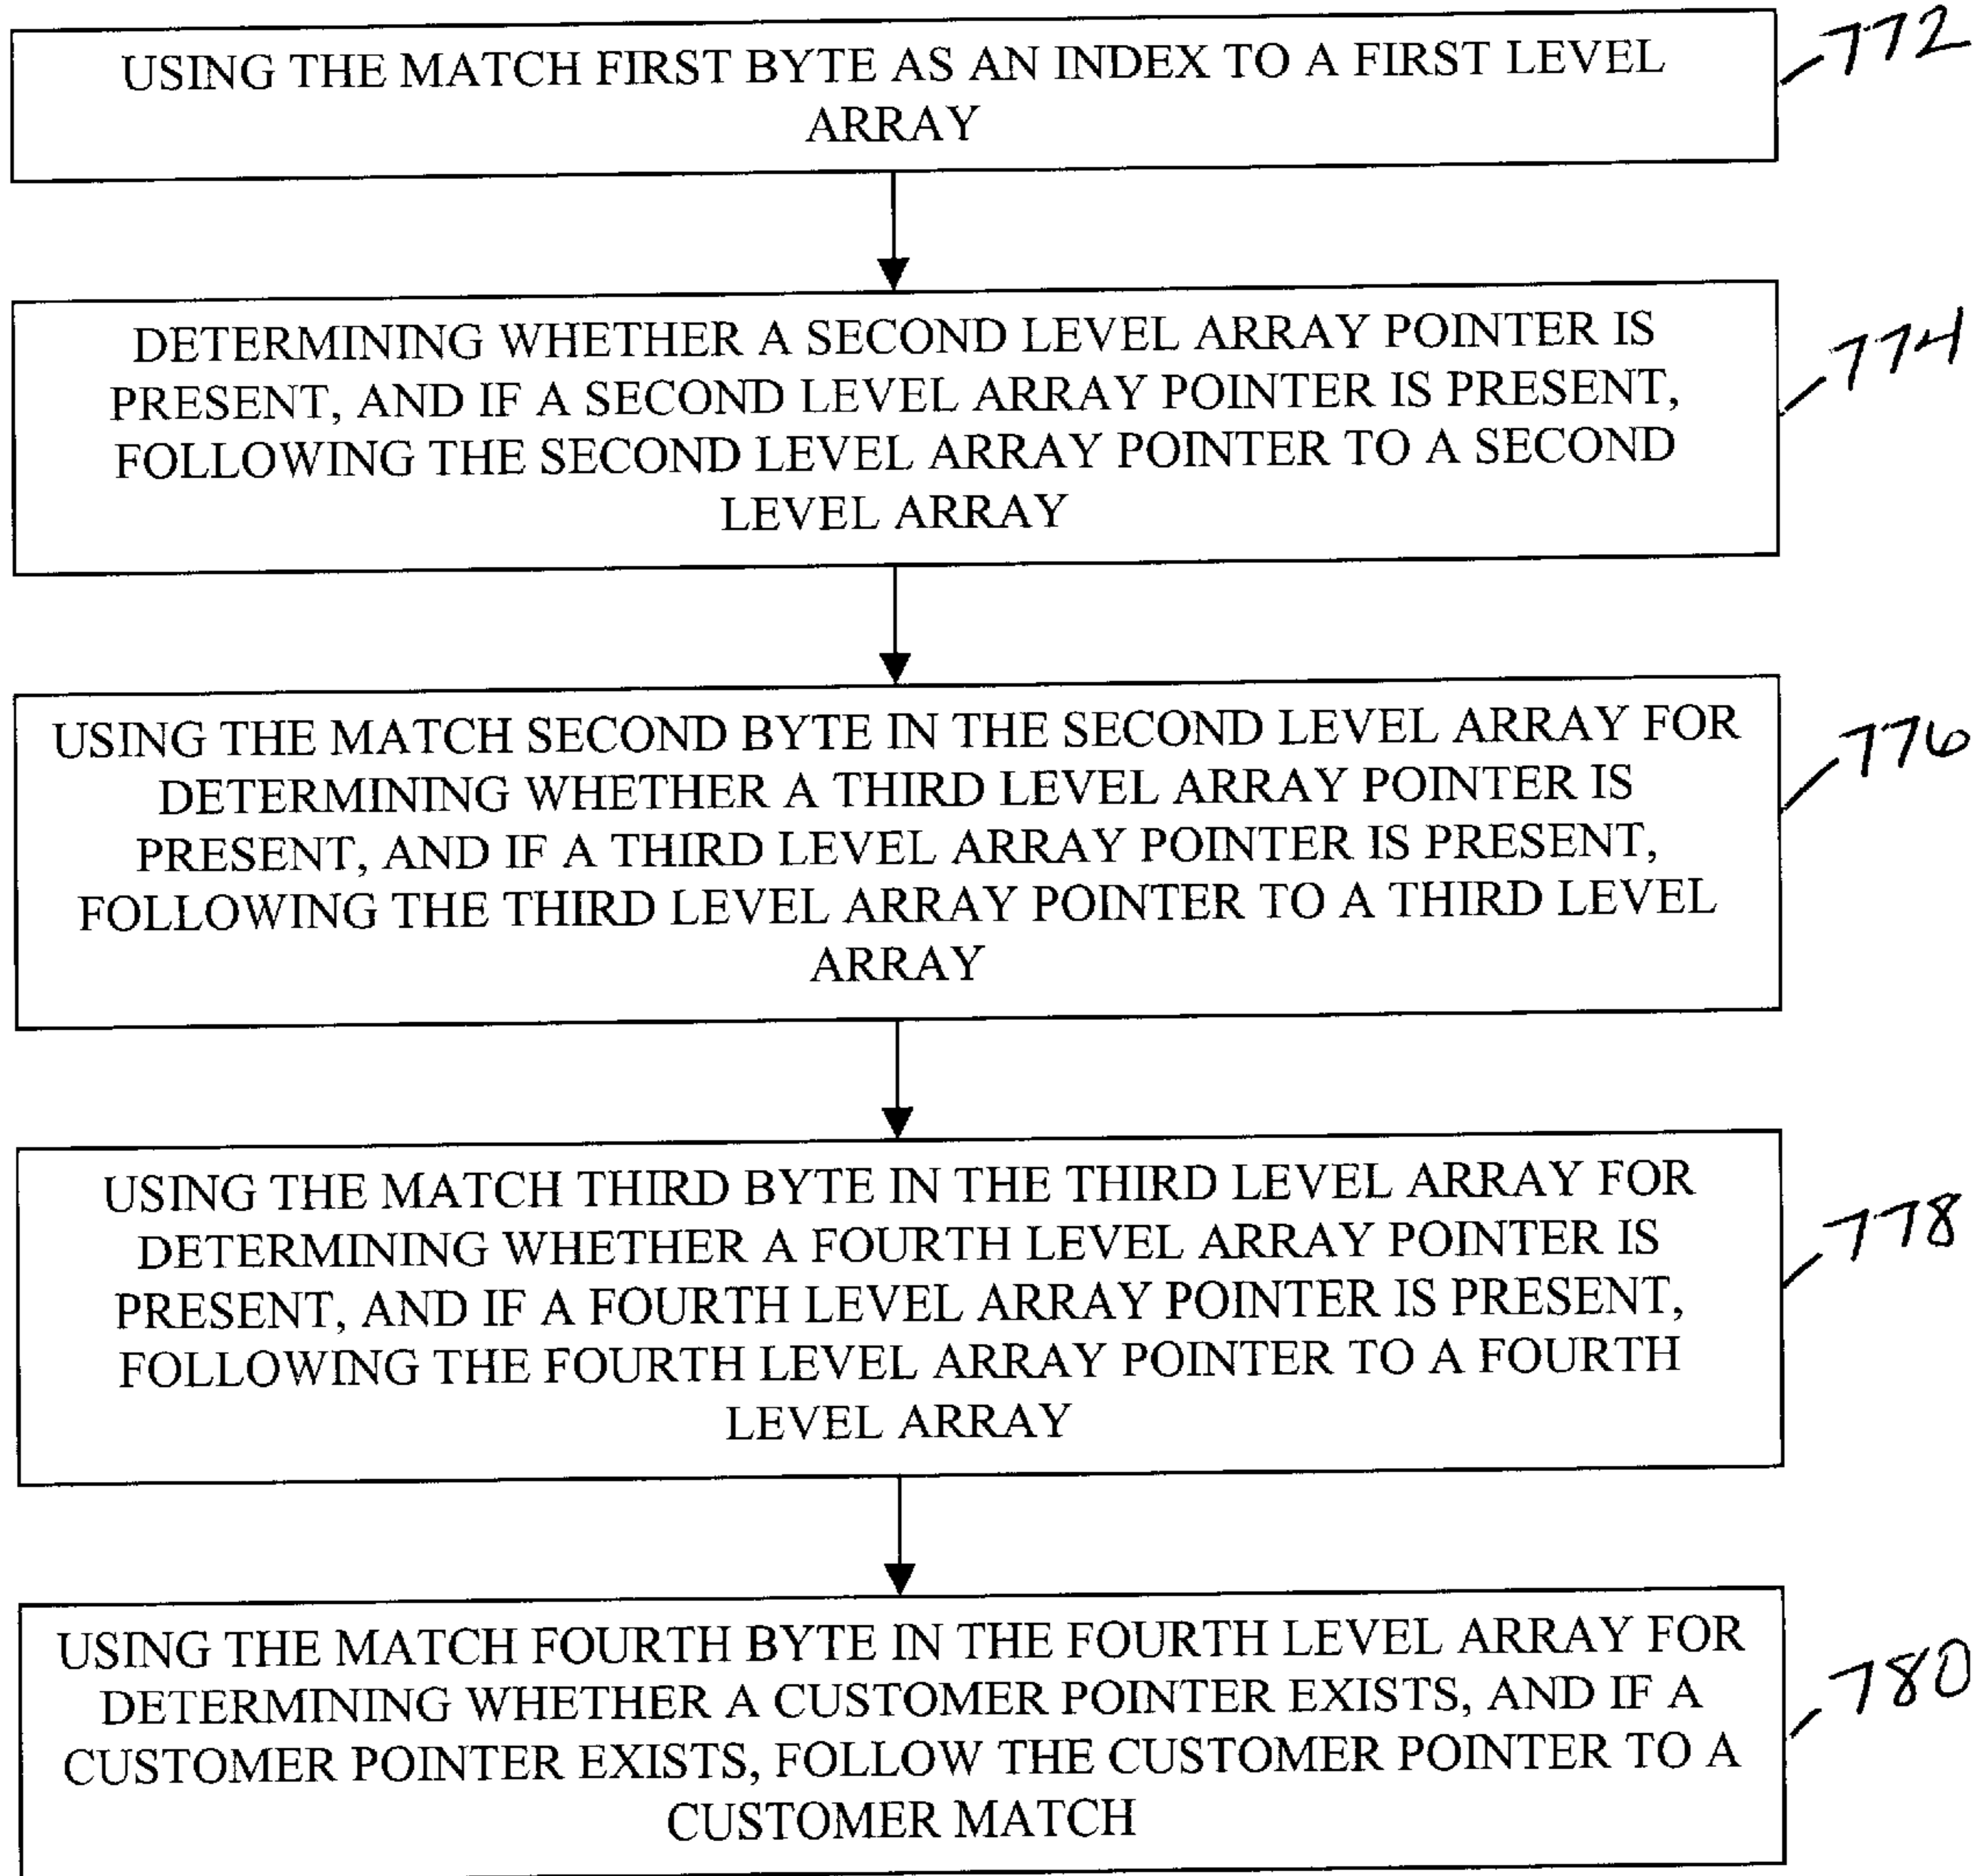 USING THE MATCH FIRST BYTE AS AN INDEX TO A FIRST LEVEL
ARRAY
772
DETERMINING WHETHER A SECOND LEVEL ARRAY POINTER IS
PRESENT, AND IF A SECOND LEVEL ARRAY POINTER IS PRESENT,
FOLLOWING THE SECOND LEVEL ARRAY POINTER TO A SECOND
LEVEL ARRAY
774
USING THE MATCH SECOND BYTE IN THE SECOND LEVEL ARRAY FOR
DETERMINING WHETHER A THIRD LEVEL ARRAY POINTER IS
PRESENT, AND IF A THIRD LEVEL ARRAY POINTER IS PRESENT,
FOLLOWING THE THIRD LEVEL ARRAY POINTER TO A THIRD LEVEL
ARRAY
776
USING THE MATCH THIRD BYTE IN THE THIRD LEVEL ARRAY FOR
DETERMINING WHETHER A FOURTH LEVEL ARRAY POINTER IS
PRESENT, AND IF A FOURTH LEVEL ARRAY POINTER IS PRESENT,
FOLLOWING THE FOURTH LEVEL ARRAY POINTER TO A FOURTH
LEVEL ARRAY
778
USING THE MATCH FOURTH BYTE IN THE FOURTH LEVEL ARRAY FOR
DETERMINING WHETHER A CUSTOMER POINTER EXISTS, AND IF A
CUSTOMER POINTER EXISTS, FOLLOW THE CUSTOMER POINTER TO A
CUSTOMER MATCH
780